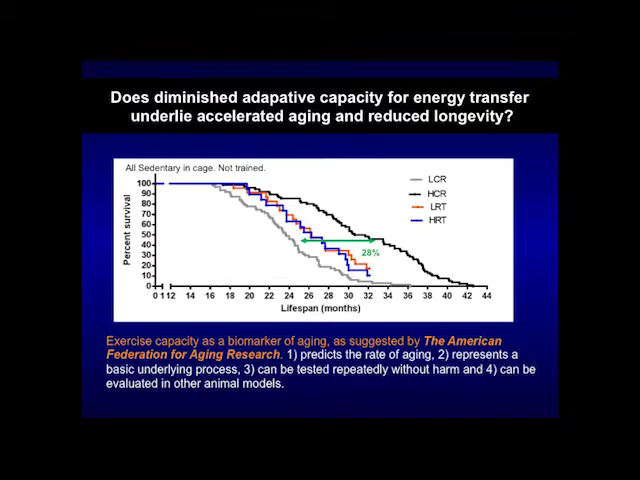 Does diminished adapative capacity for energy transfer
underlie accelerated aging and reduced longevity?
All Sedentary in cage. Not trained.
LCR
HCR
LRT
HRT
Percent survival
100
90
80
70
60
50
40
30
20
10
0
28%
0 1 12 14 16 18 20 22 24 26 28 30 32 34 36 38 40 42 44
Lifespan (months)
Exercise capacity as a biomarker of aging, as suggested by The American
Federation for Aging Research. 1) predicts the rate of aging, 2) represents a
basic underlying process, 3) can be tested repeatedly without harm and 4) can be
evaluated in other animal models.